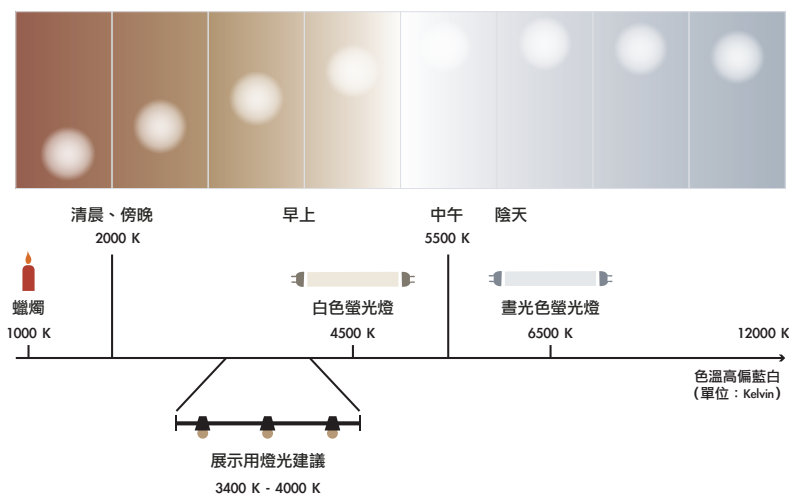 清晨、傍晚
2000 K
早上
中午
5500 K
陰天
蠟燭
1000 K
白色螢光燈
4500 K
晝光色螢光燈
6500 K
12000 K
色溫高偏藍白
（單位：Kelvin）
展示用燈光建議
3400 K - 4000 K